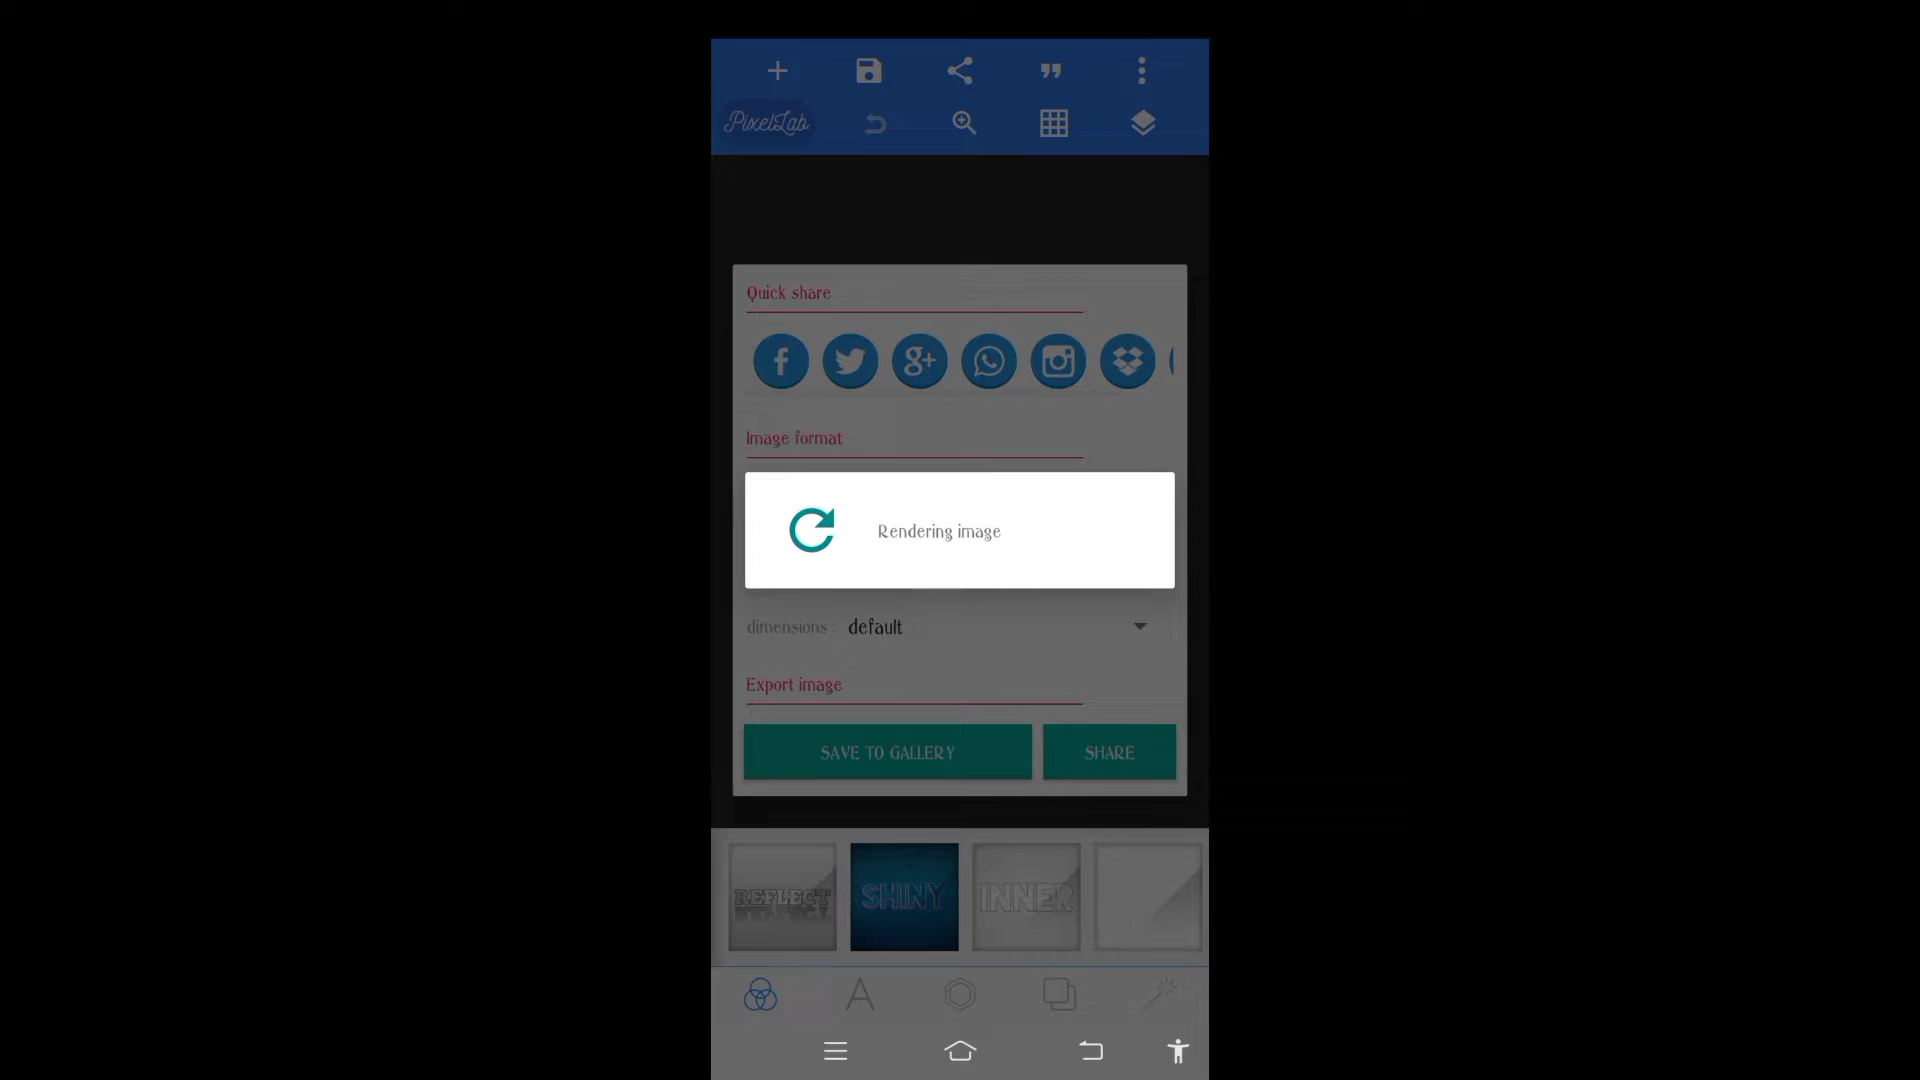 PixelLab
Quick share
Image format
Rendering image
dimensions : default
Export image
SAVE TO GALLERY
SHARE
REFLECT
SHINY
INNER